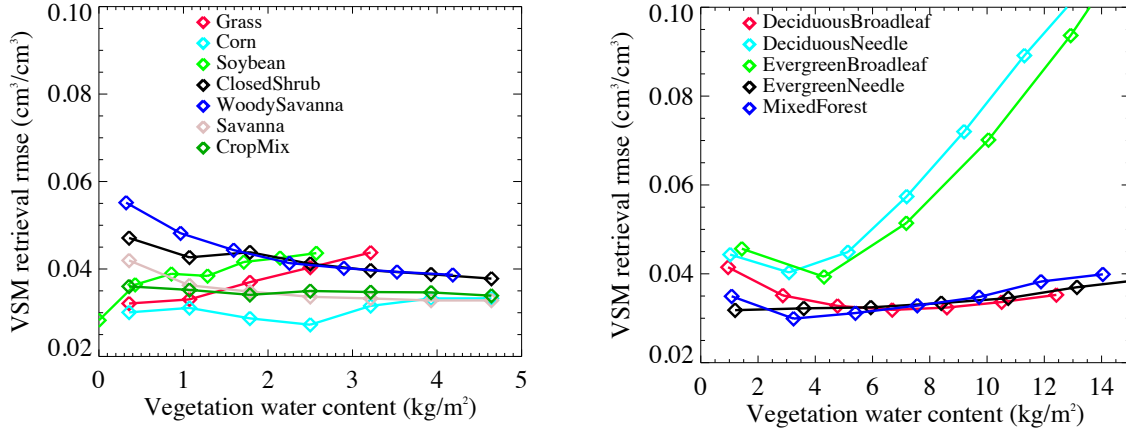 VSM retrieval rmse (cm³/cm³)
0.10
0.08
0.06
0.04
0.02
Grass
Corn
Soybean
ClosedShrub
WoodySavanna
Savanna
CropMix
0 1 2 3 4 5
Vegetation water content (kg/m²)
VSM retrieval rmse (cm³/cm³)
0.10
0.08
0.06
0.04
0.02
DeciduousBroadleaf
DeciduousNeedle
EvergreenBroadleaf
EvergreenNeedle
MixedForest
0 2 4 6 8 10 12 14
Vegetation water content (kg/m²)